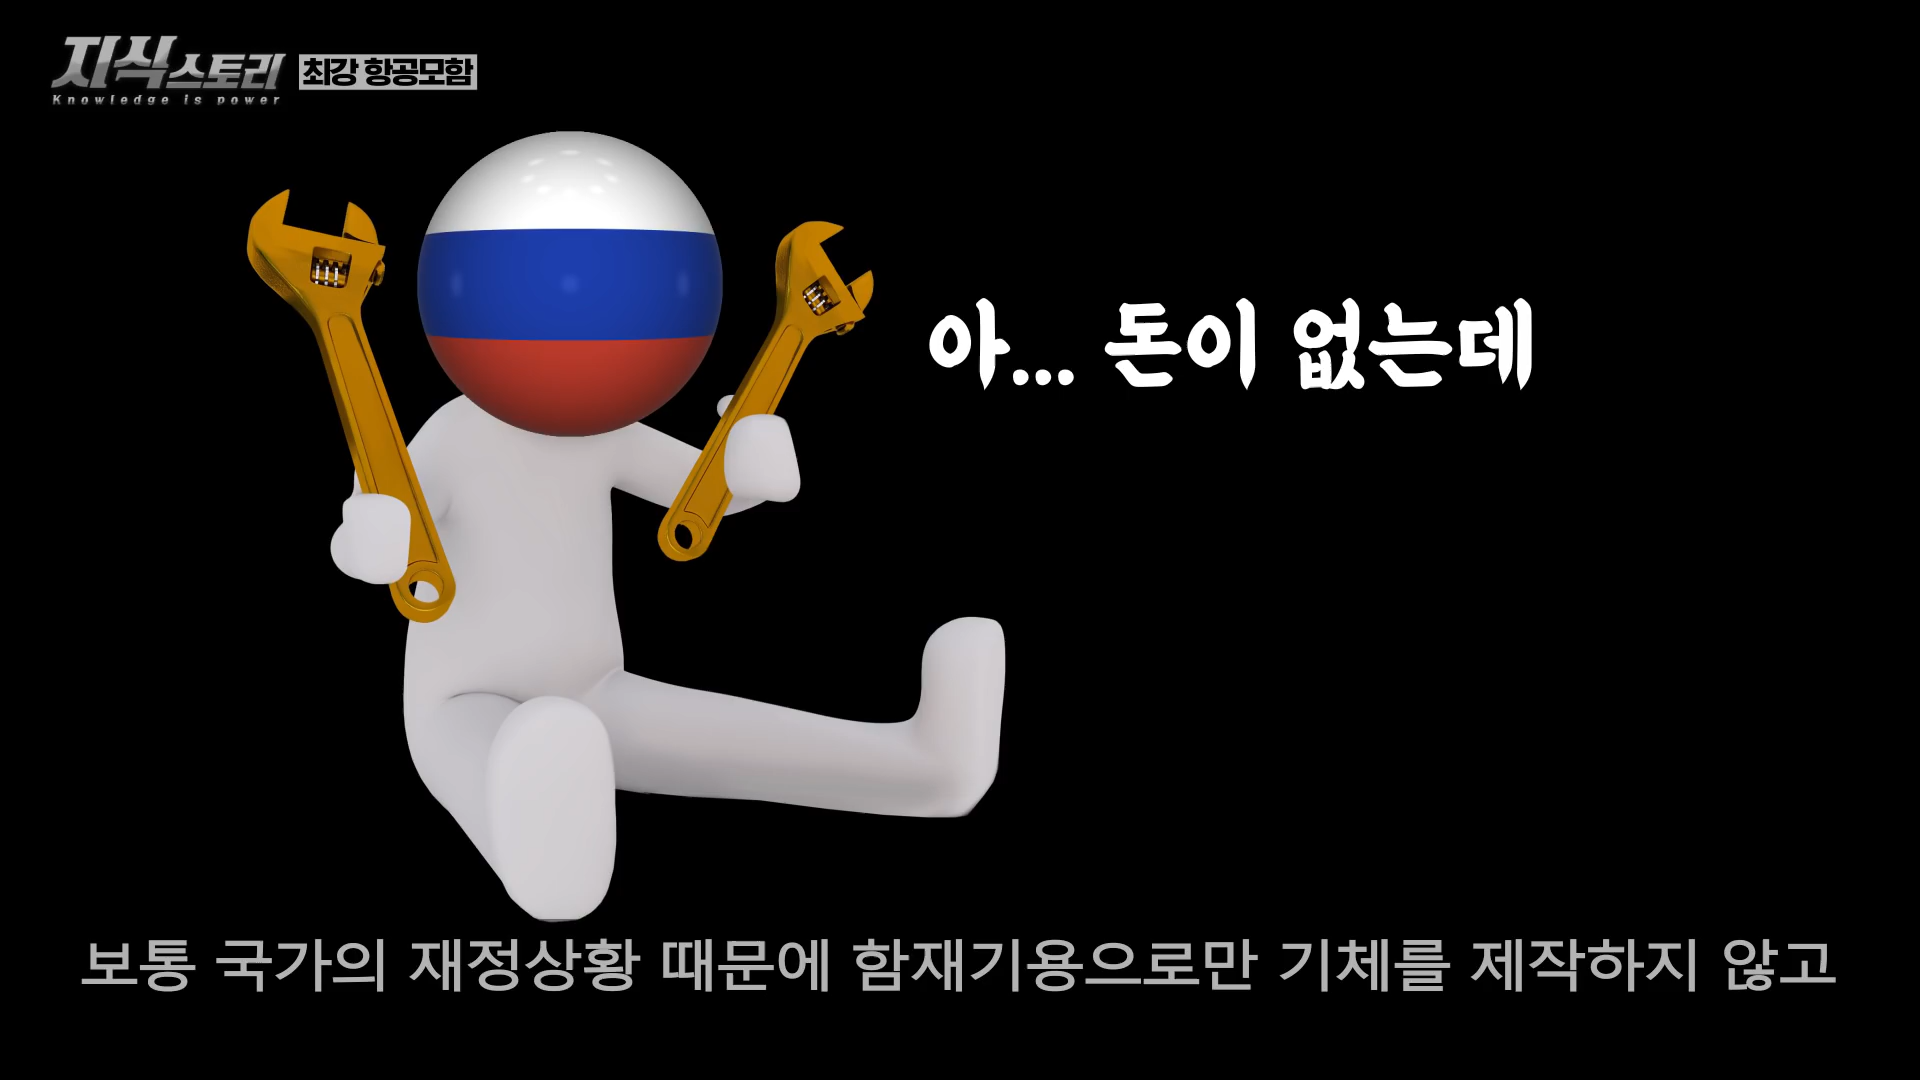 지식스토리
Knowledge is power
최강 항공모함
아... 돈이 없는데
보통 국가의 재정상황 때문에 함재기용으로만 기체를 제작하지 않고